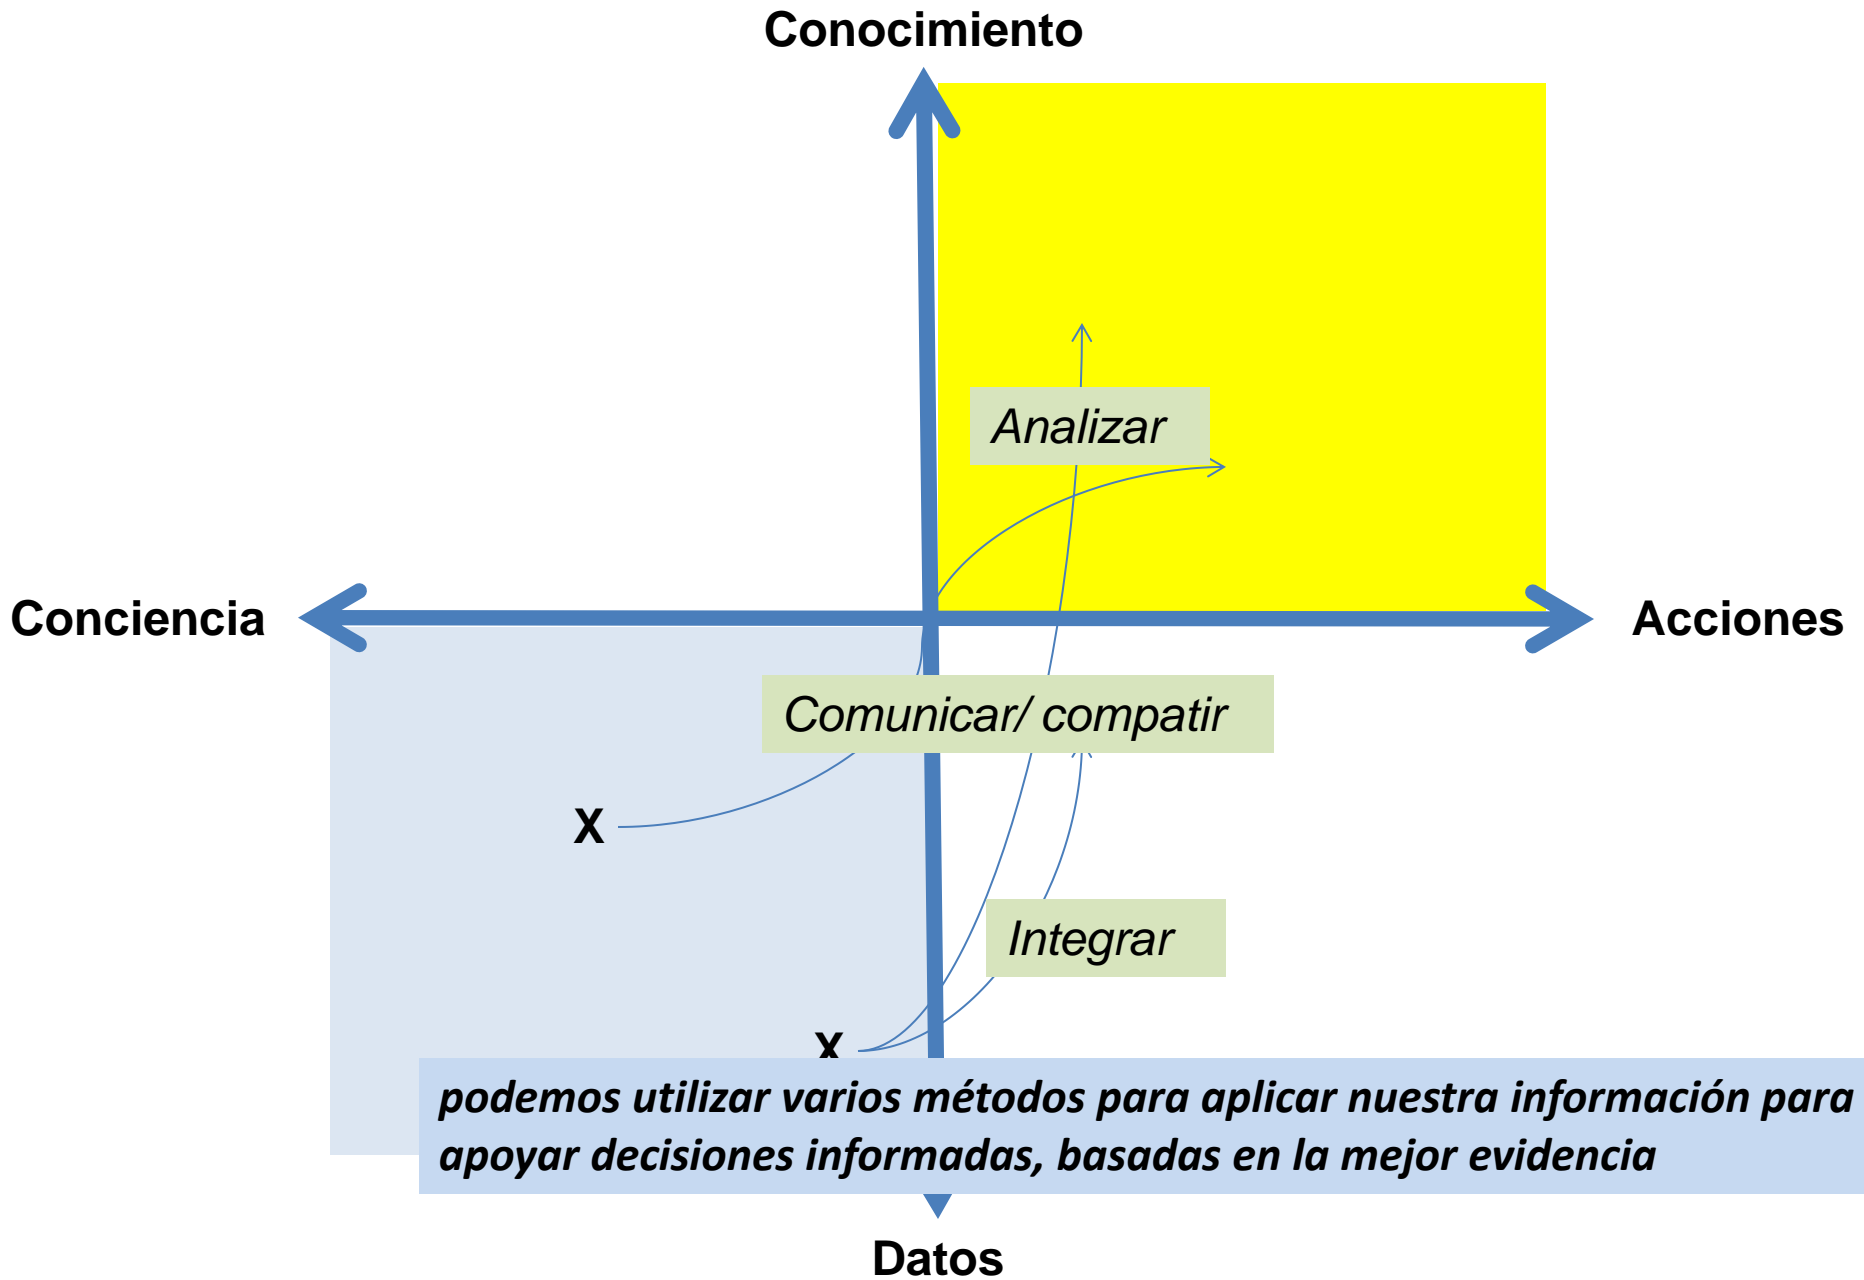 Conocimiento
Analizar
Conciencia
Acciones
Comunicar/ compatir
X
Integrar
X
podemos utilizar varios métodos para aplicar nuestra información para
apoyar decisiones informadas, basadas en la mejor evidencia
Datos